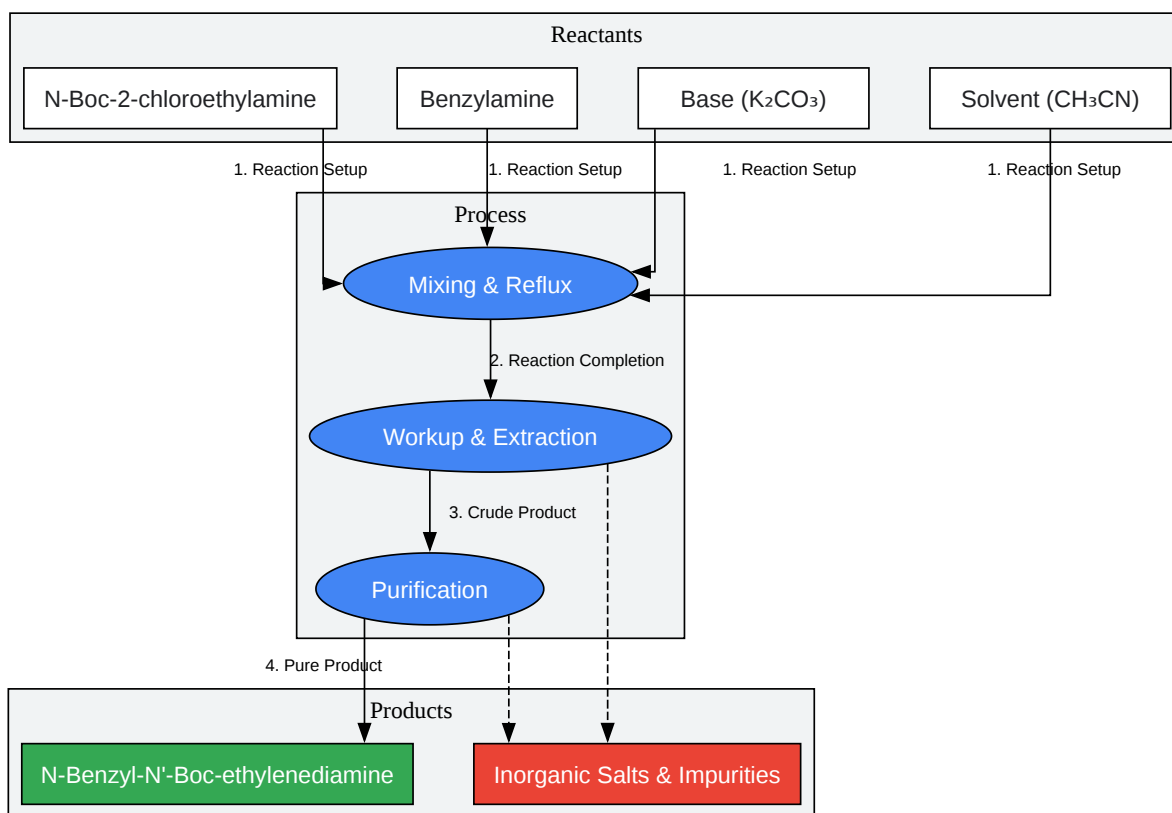 Reactants
N-Boc-2-chloroethylamine
Benzylamine
Base (K₂CO₃)
Solvent (CH₃CN)
1. Reaction Setup
1. Reaction Setup
1. Reaction Setup
1. Reaction Setup
Process
Mixing & Reflux
2. Reaction Completion
Workup & Extraction
3. Crude Product
Purification
4. Pure Product
Products
N-Benzyl-N'-Boc-ethylenediamine
Inorganic Salts & Impurities